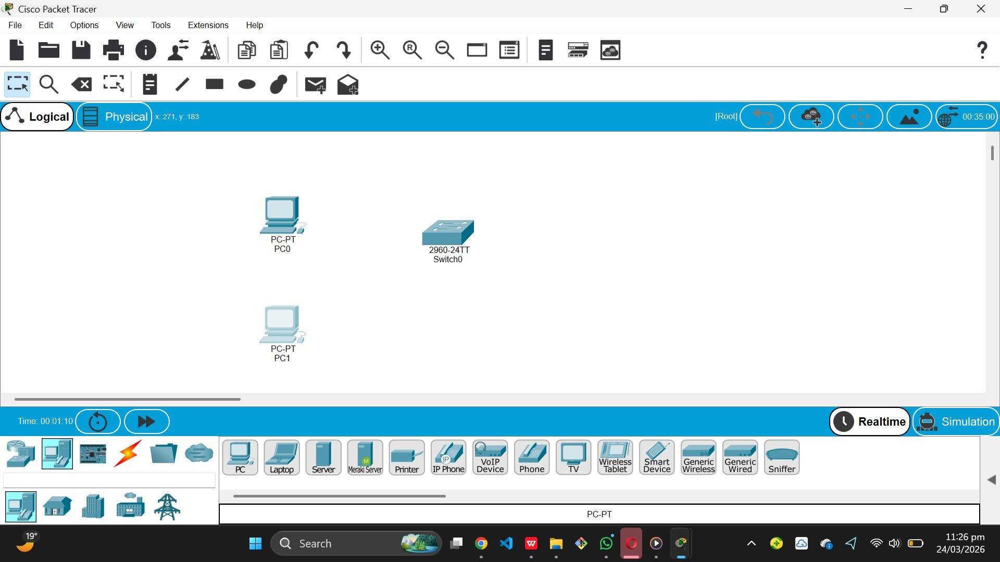 Cisco Packet Tracer
File Edit Options View Tools Extensions Help
Logical Physical x: 271, y: 183 [Root] 00:35:00
PC-PT
PC0
2960-24TT
Switch0
PC-PT
PC1
Time: 00:01:10 Realtime Simulation
PC Laptop Server Meraki Server Printer IP Phone VoIP Device Phone TV Wireless Tablet Smart Device Generic Wireless Generic Wired Sniffer
PC-PT
19°
Search
11:26 pm
24/03/2026